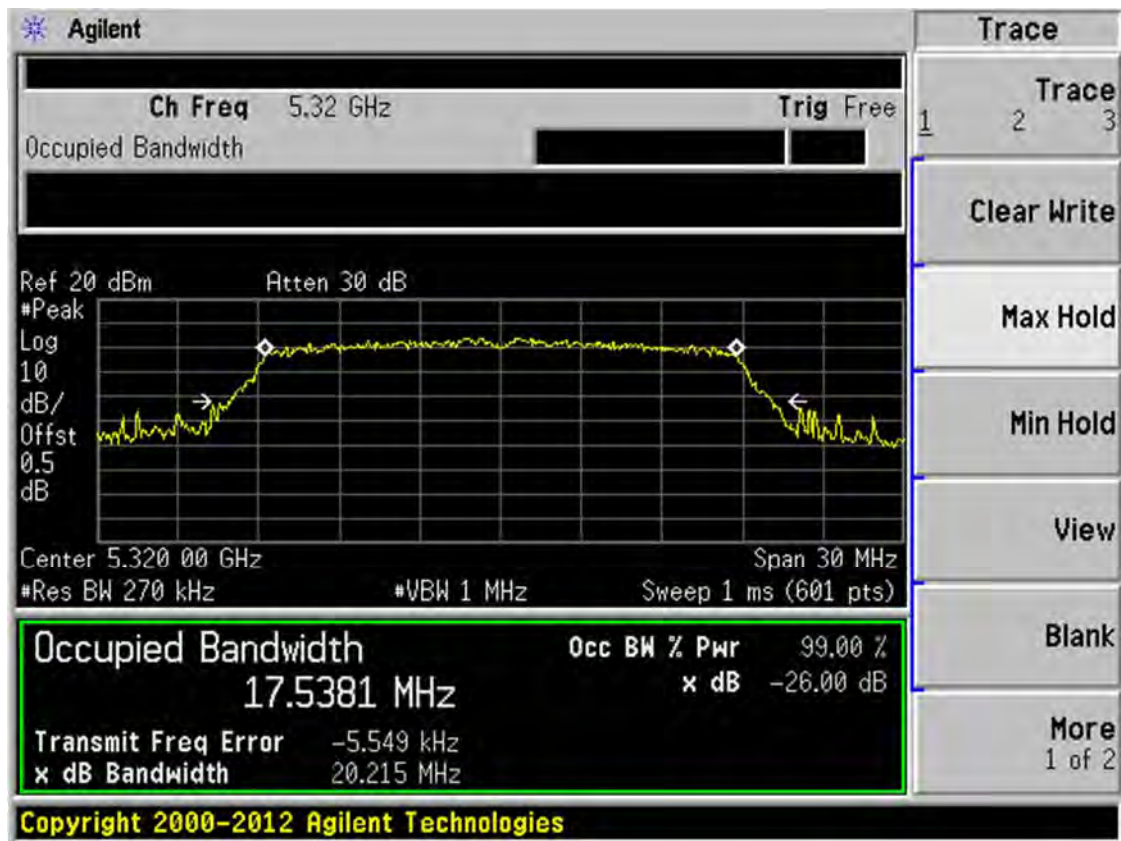 Agilent
Trace
Ch Freq 5.32 GHz Trig Free
Occupied Bandwidth
Trace
1 2 3
Clear Write
Max Hold
Min Hold
View
Blank
More
1 of 2
Ref 20 dBm Atten 30 dB
#Peak
Log
10
dB/
Offst
0.5
dB
Center 5.320 00 GHz Span 30 MHz
#Res BW 270 kHz #VBW 1 MHz Sweep 1 ms (601 pts)
Occupied Bandwidth
17.5381 MHz
Occ BW % Pwr 99.00 %
x dB -26.00 dB
Transmit Freq Error -5.549 kHz
x dB Bandwidth 20.215 MHz
Copyright 2000-2012 Agilent Technologies